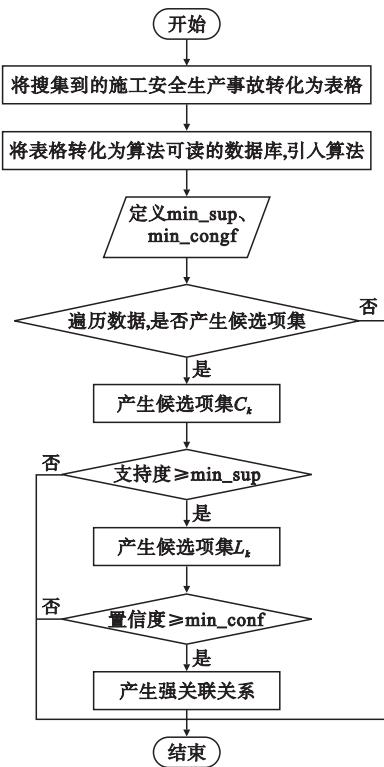 开始
将搜集到的施工安全生产事故转化为表格
将表格转化为算法可读的数据库,引入算法
定义min_sup、
min_congf
遍历数据,是否产生候选项集
否
是
产生候选项集Cₖ
否
支持度≥min_sup
是
产生候选项集Lₖ
否
置信度≥min_conf
是
产生强关联关系
结束